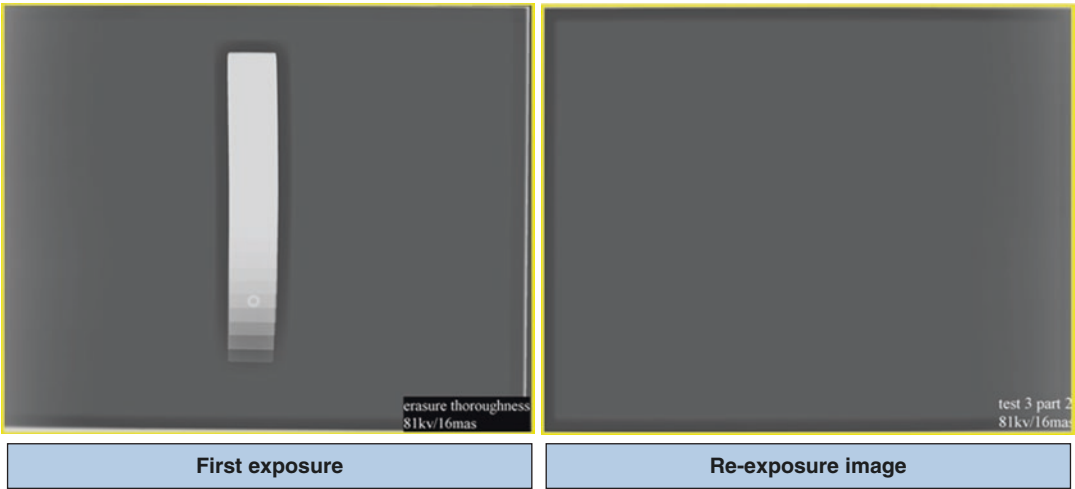 erasure thoroughness
81kv/16mas
test 3 part 2
81kv/16mas
First exposure
Re-exposure image